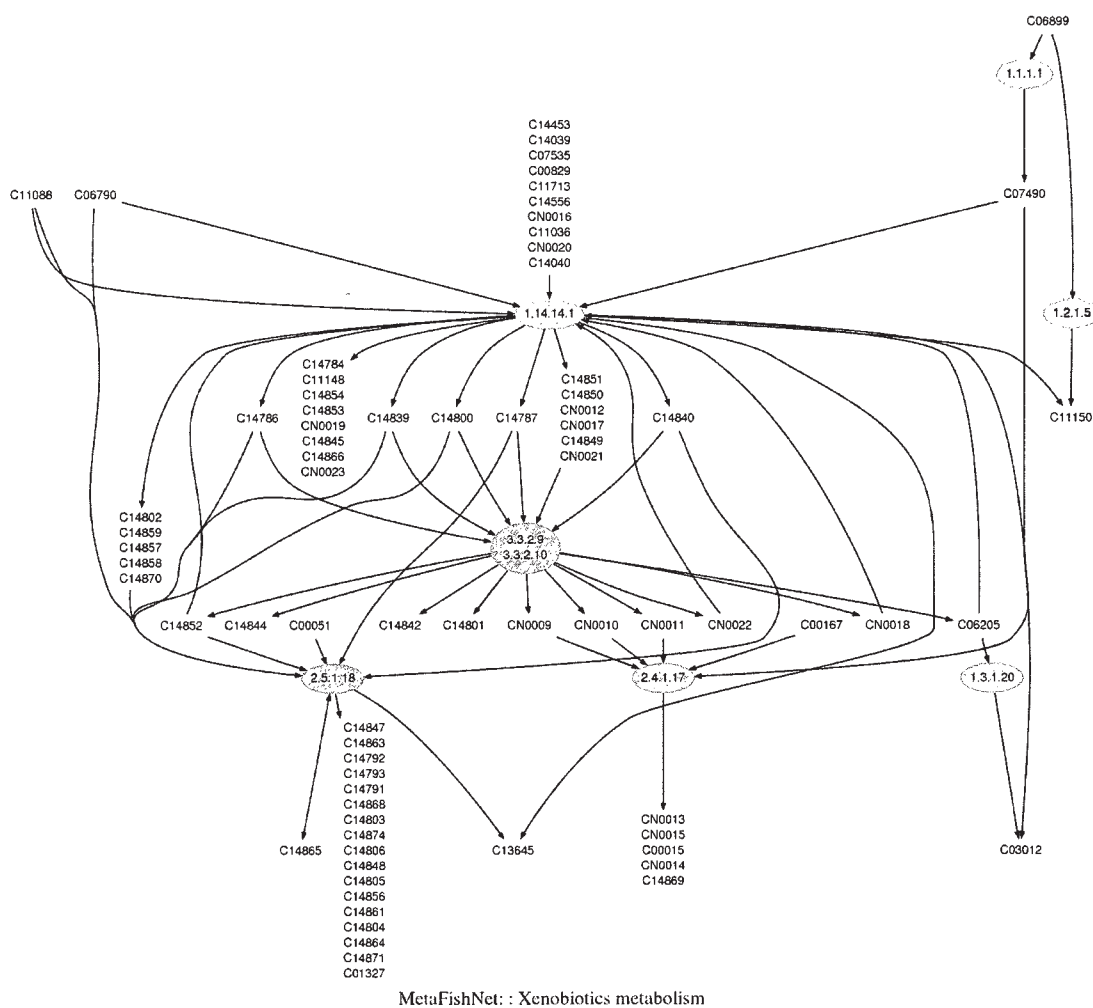 C06899
1.1.1.1
C14453
C14039
C07535
C00829
C11713
C14556
CN0016
C11036
CN0020
C14040
C11088
C06790
C07490
1.14.14.1
1.2.1.5
C14784
C11148
C14854
C14853
CN0019
C14845
C14866
CN0023
C14851
C14850
CN0012
CN0017
C14849
CN0021
C14786
C14839
C14800
C14787
C14840
C11150
C14802
C14859
C14857
C14858
C14870
3.3.2.9
3.3.2.10
C14852
C14844
C00051
C14842
C14801
CN0009
CN0010
CN0011
CN0022
C00167
CN0018
C06205
2.5.1.18
2.4.1.17
1.3.1.20
C14847
C14863
C14792
C14793
C14791
C14868
C14803
C14874
C14806
C14848
C14805
C14856
C14861
C14804
C14864
C14871
C01327
C14865
C13645
CN0013
CN0015
C00015
CN0014
C14869
C03012
MetaFishNet: : Xenobiotics metabolism